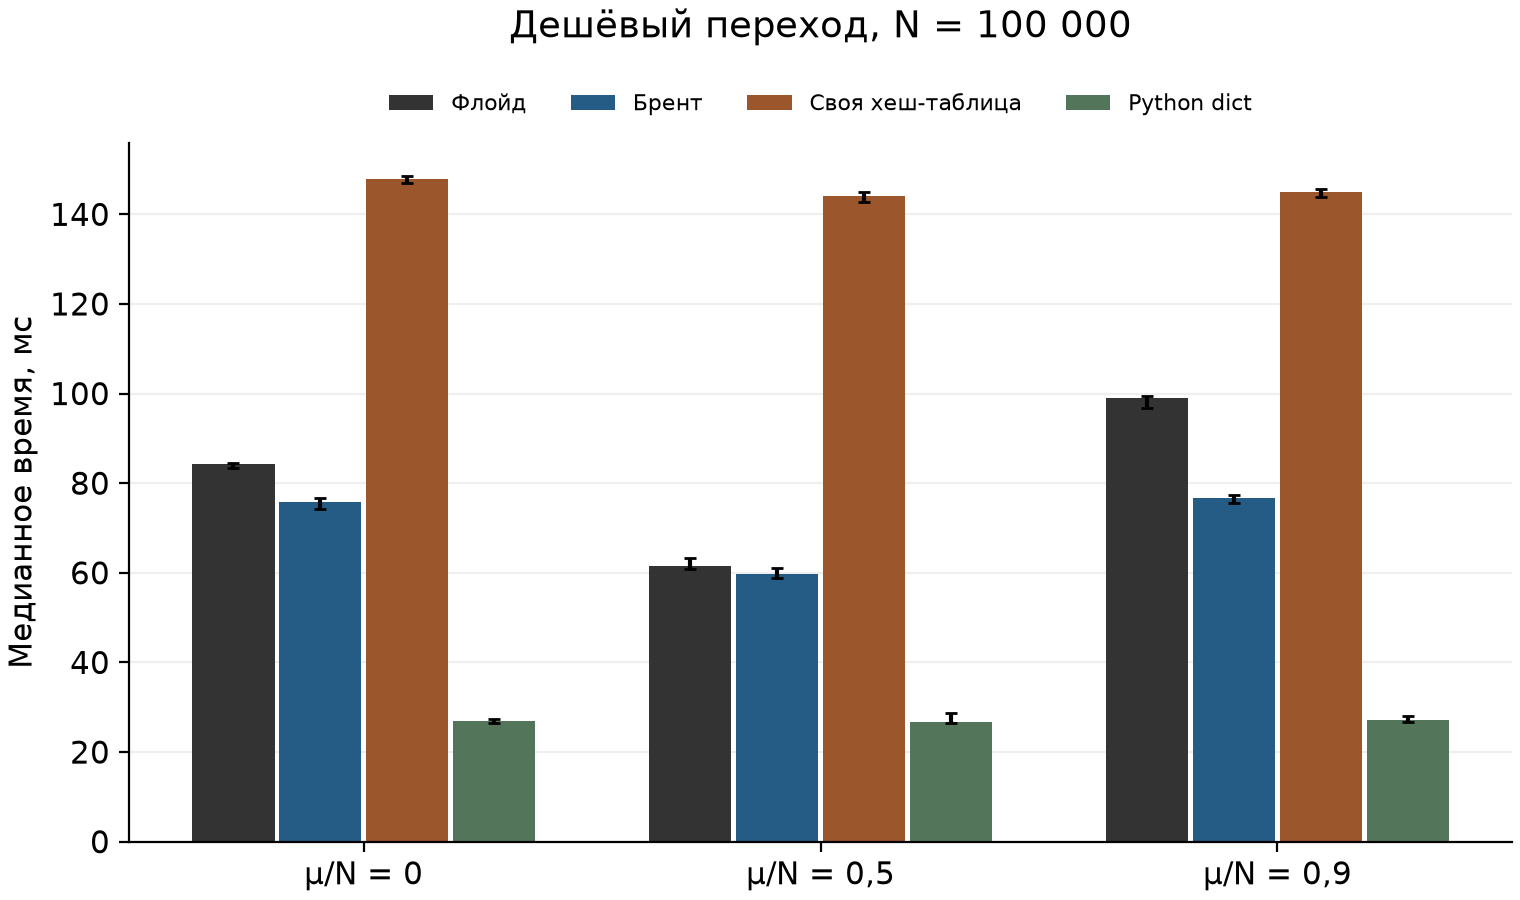 Дешёвый переход, N = 100 000
Флойд Брент Своя хеш-таблица Python dict
Медианное время, мс
140
120
100
80
60
40
20
0
μ/N = 0 μ/N = 0,5 μ/N = 0,9